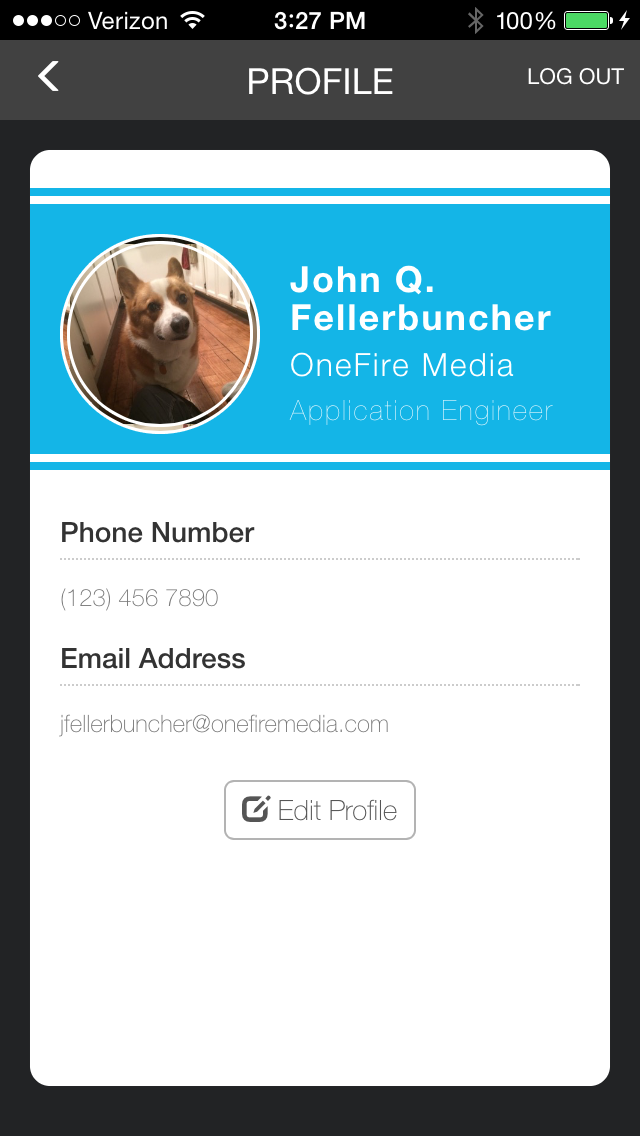 Verizon 3:27 PM 100%
PROFILE LOG OUT
John Q.
Fellerbuncher
OneFire Media
Application Engineer
Phone Number
(123) 456 7890
Email Address
jfellerbuncher@onefiremedia.com
Edit Profile